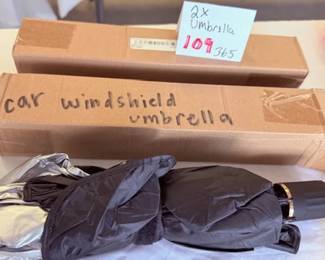 2x
Umbrella
109 365
car windshield
umbrella